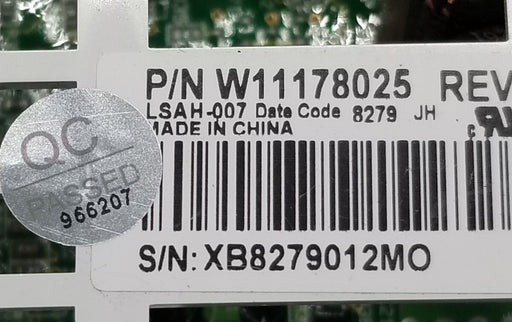 P/N W11178025 REV
LSAH-007 Date Code 8279 JH
MADE IN CHINA
QC
PASSED
966207
S/N: XB8279012MO